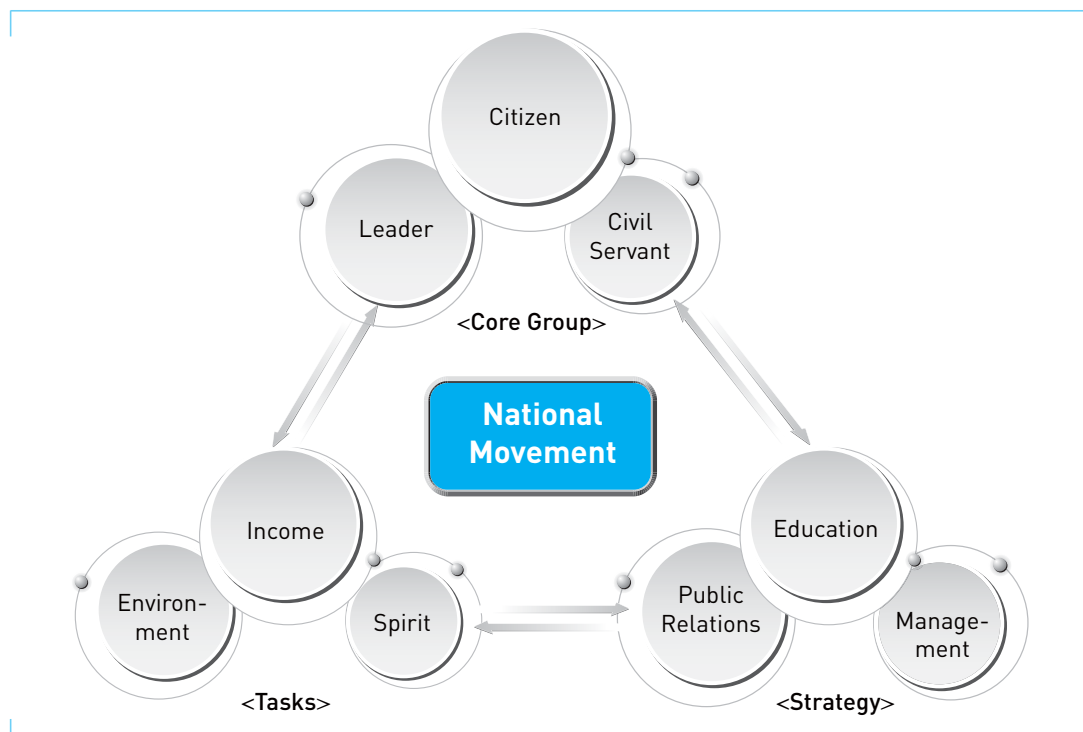 Citizen
Leader
Civil
Servant
<Core Group>
National
Movement
Income
Environ-
ment
Spirit
<Tasks>
Education
Public
Relations
Manage-
ment
<Strategy>